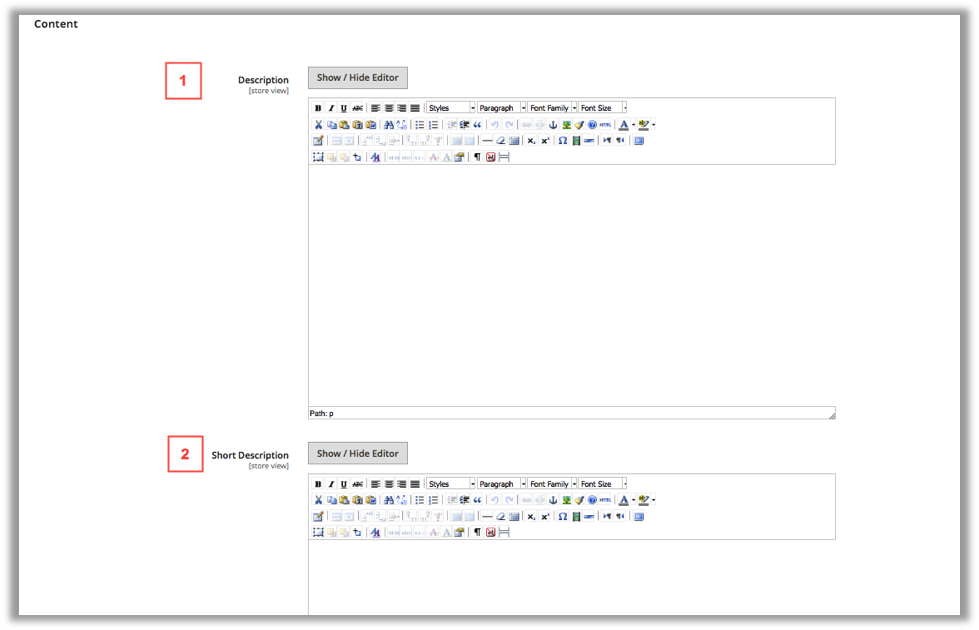 Content
1
Description
[store view]
Show / Hide Editor
B I U ABC Styles Paragraph Font Family Font Size
HTML
Path: p
2
Short Description
[store view]
Show / Hide Editor
B I U ABC Styles Paragraph Font Family Font Size
HTML